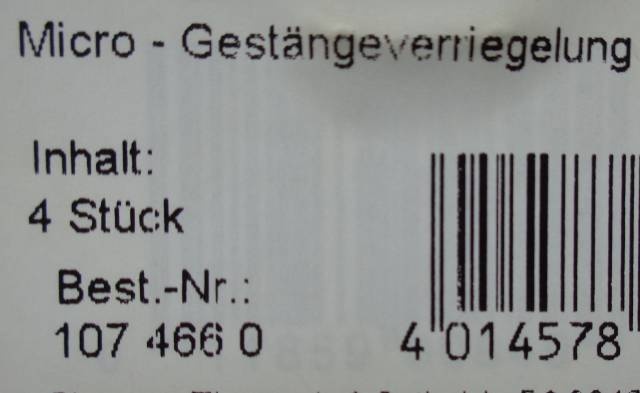 Micro - Gestängeverriegelung
Inhalt:
4 Stück
Best.-Nr.:
107 466 0
4 014578